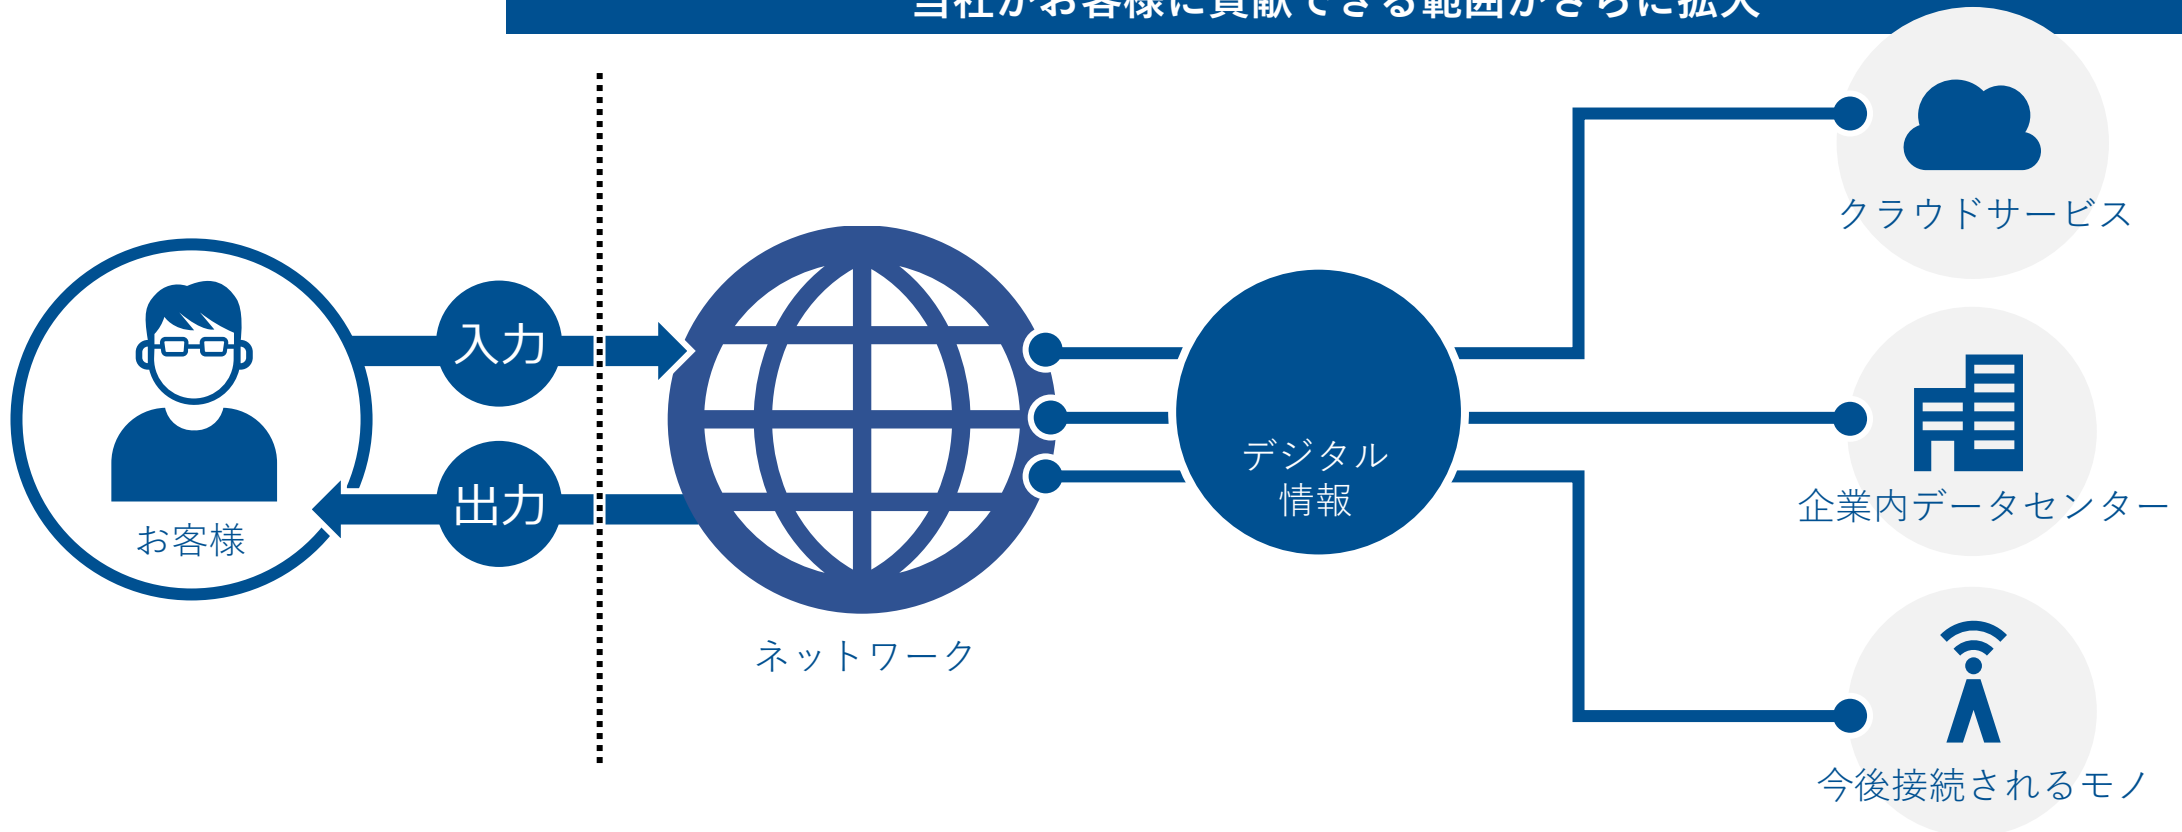 当社がお客様に貢献できる範囲がさらに拡大
クラウドサービス
入力
デジタル
情報
出力
お客様
企業内データセンター
ネットワーク
今後接続されるモノ